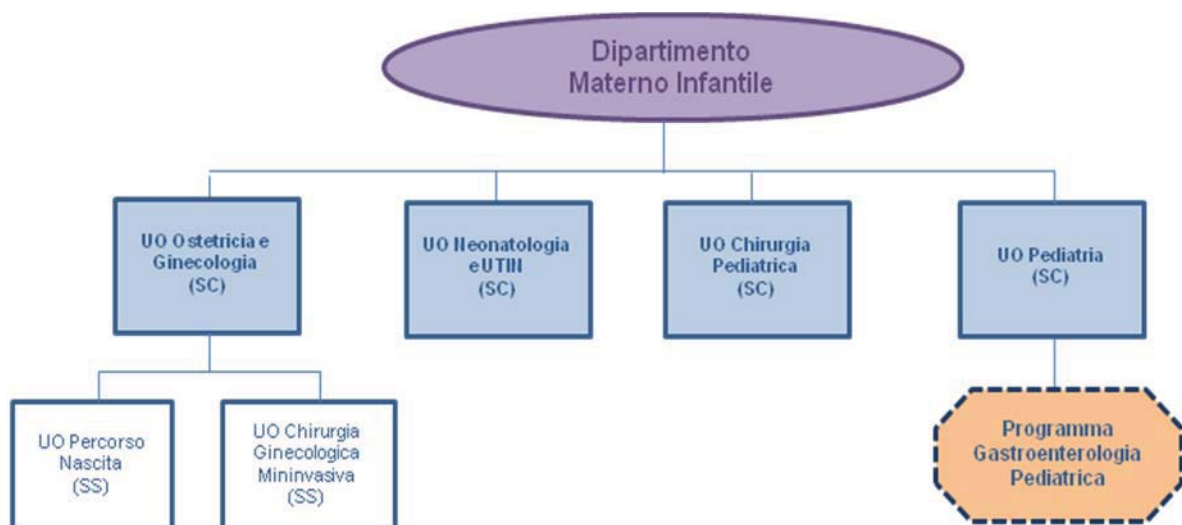 Dipartimento
Materno Infantile
UO Ostetricia e
Ginecologia
(SC)
UO Neonatologia
e UTIN
(SC)
UO Chirurgia
Pediatrica
(SC)
UO Pediatria
(SC)
UO Percorso
Nascita
(SS)
UO Chirurgia
Ginecologica
Mininvasiva
(SS)
Programma
Gastroenterologia
Pediatrica